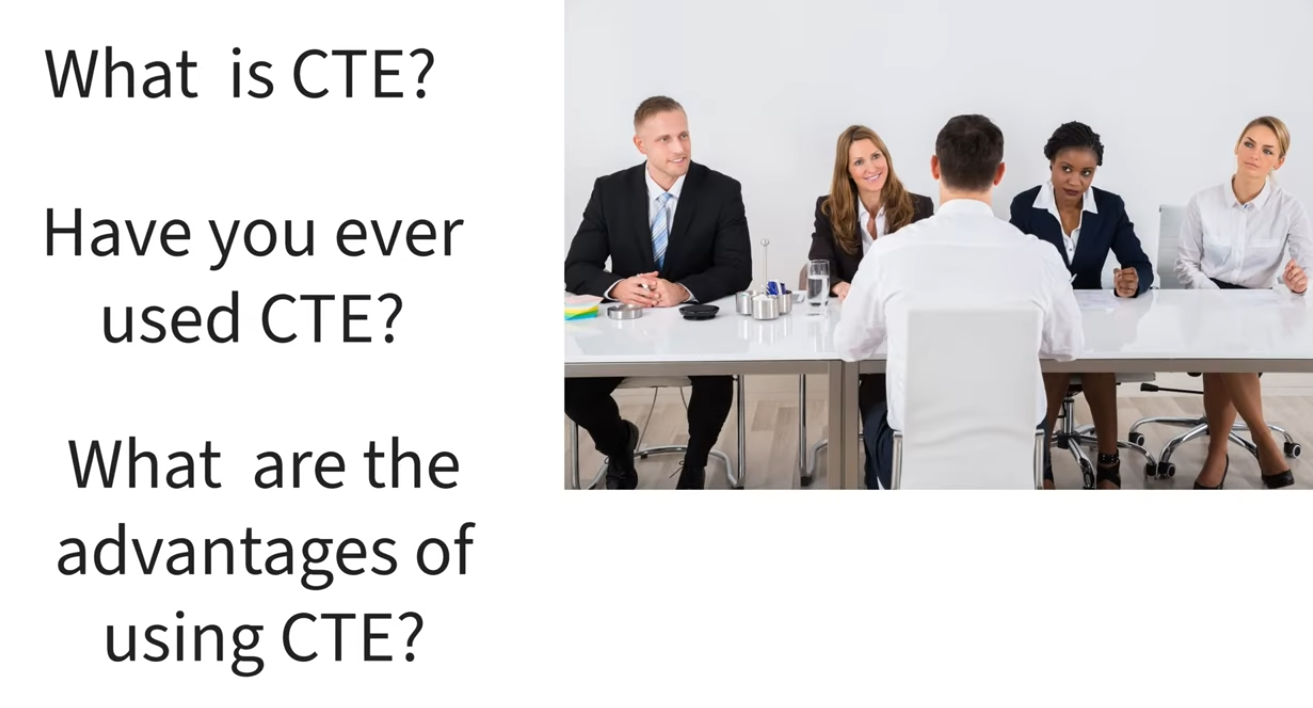 What  is CTE?
Have you ever
used CTE?
What  are the
advantages of
using CTE?